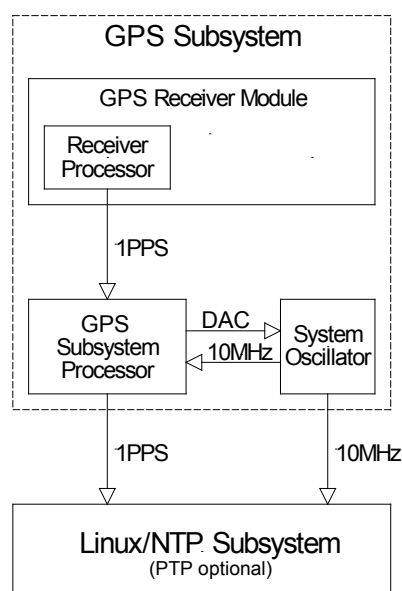 GPS Subsystem
GPS Receiver Module
Receiver
Processor
1PPS
GPS
Subsystem
Processor
DAC
10MHz
System
Oscillator
1PPS
10MHz
Linux/NTP Subsystem
(PTP optional)